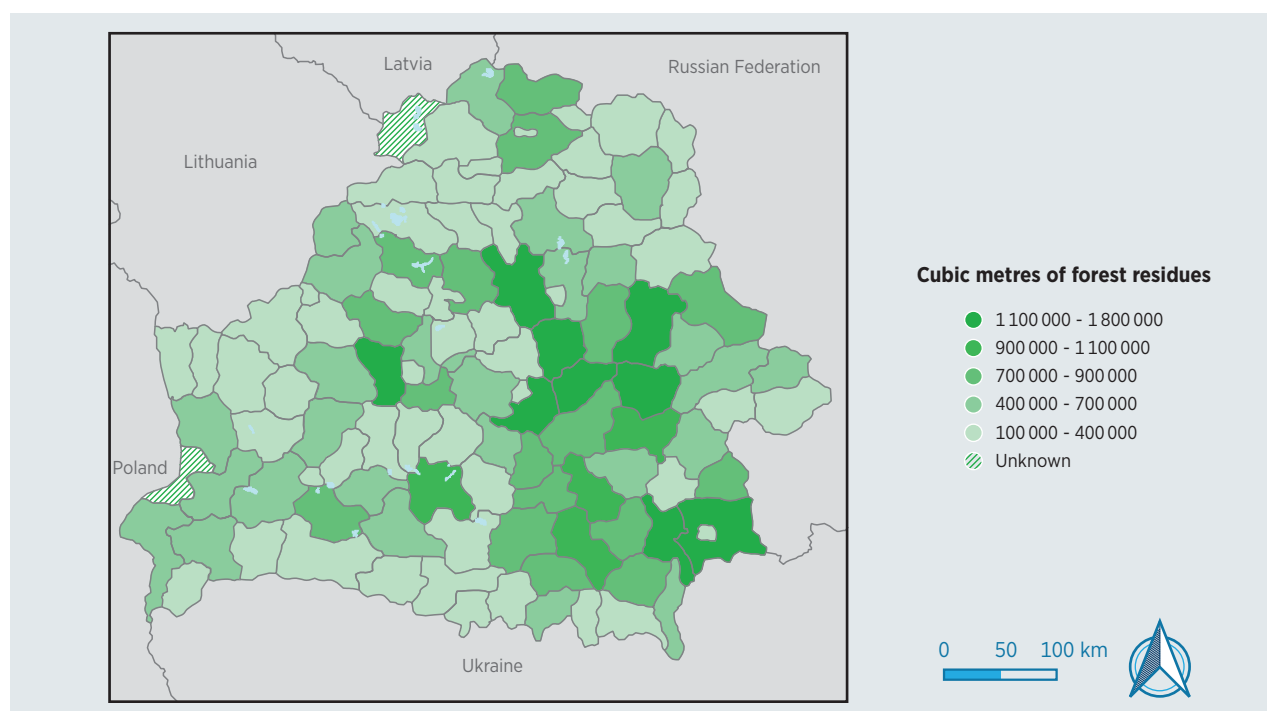 Latvia
Russian Federation
Lithuania
Poland
Ukraine
Cubic metres of forest residues
1 100 000 - 1 800 000
900 000 - 1 100 000
700 000 - 900 000
400 000 - 700 000
100 000 - 400 000
Unknown
0 50 100 km